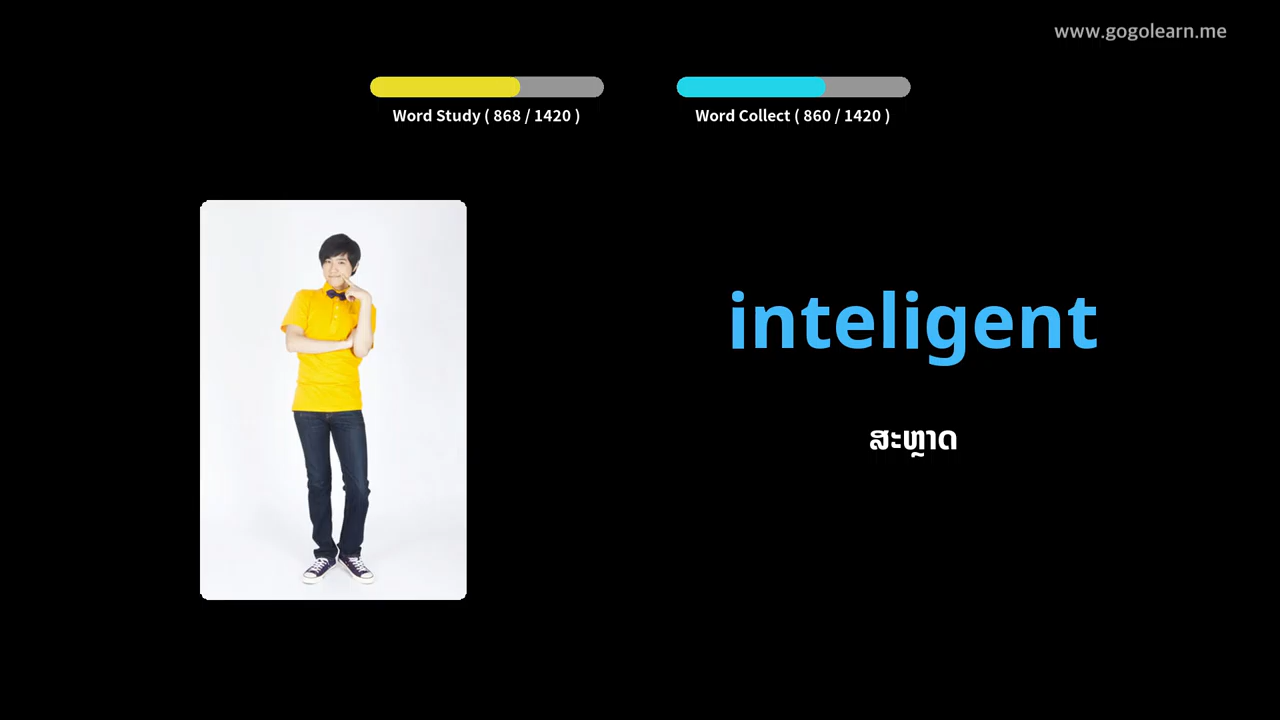 www.gogolearn.me
Word Study ( 868 / 1420 )
Word Collect ( 860 / 1420 )
inteligent
ສະຫຼາດ